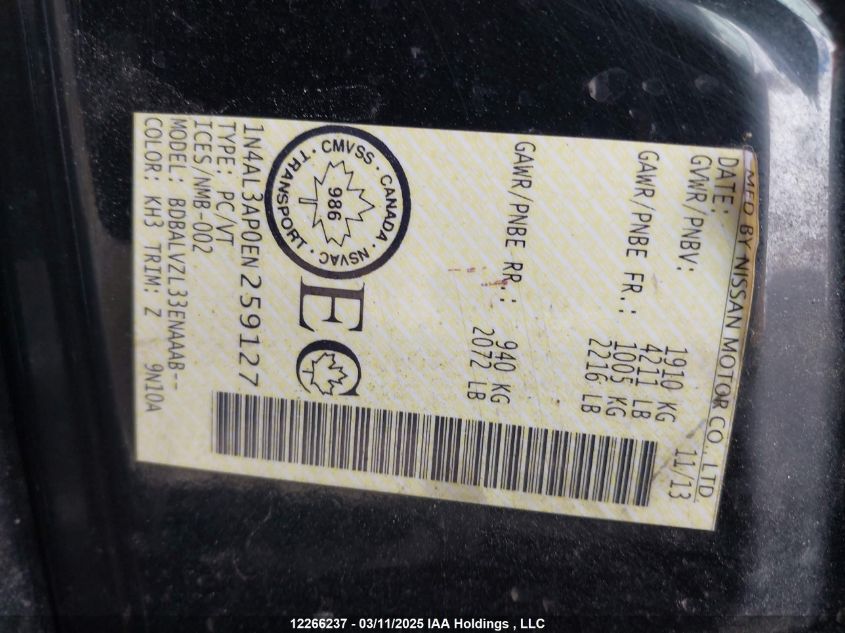 MFD BY NISSAN MOTOR CO., LTD
DATE: 11/13
GVWR/PNBV: 1910 KG
4211 LB
GAWR/PNBE FR.: 1005 KG
2216 LB
GAWR/PNBE RR.: 940 KG
2072 LB
CMVSS · CANADA · NSVAC · TRANSPORT ·
986
EC
1N4AL3AP0EN259127
TYPE: PC/VT
ICES/NMB-002
MODEL: BDBALVZL33ENAAAB--
COLOR: KH3 TRIM: Z 9N10A
12266237 - 03/11/2025 IAA Holdings , LLC